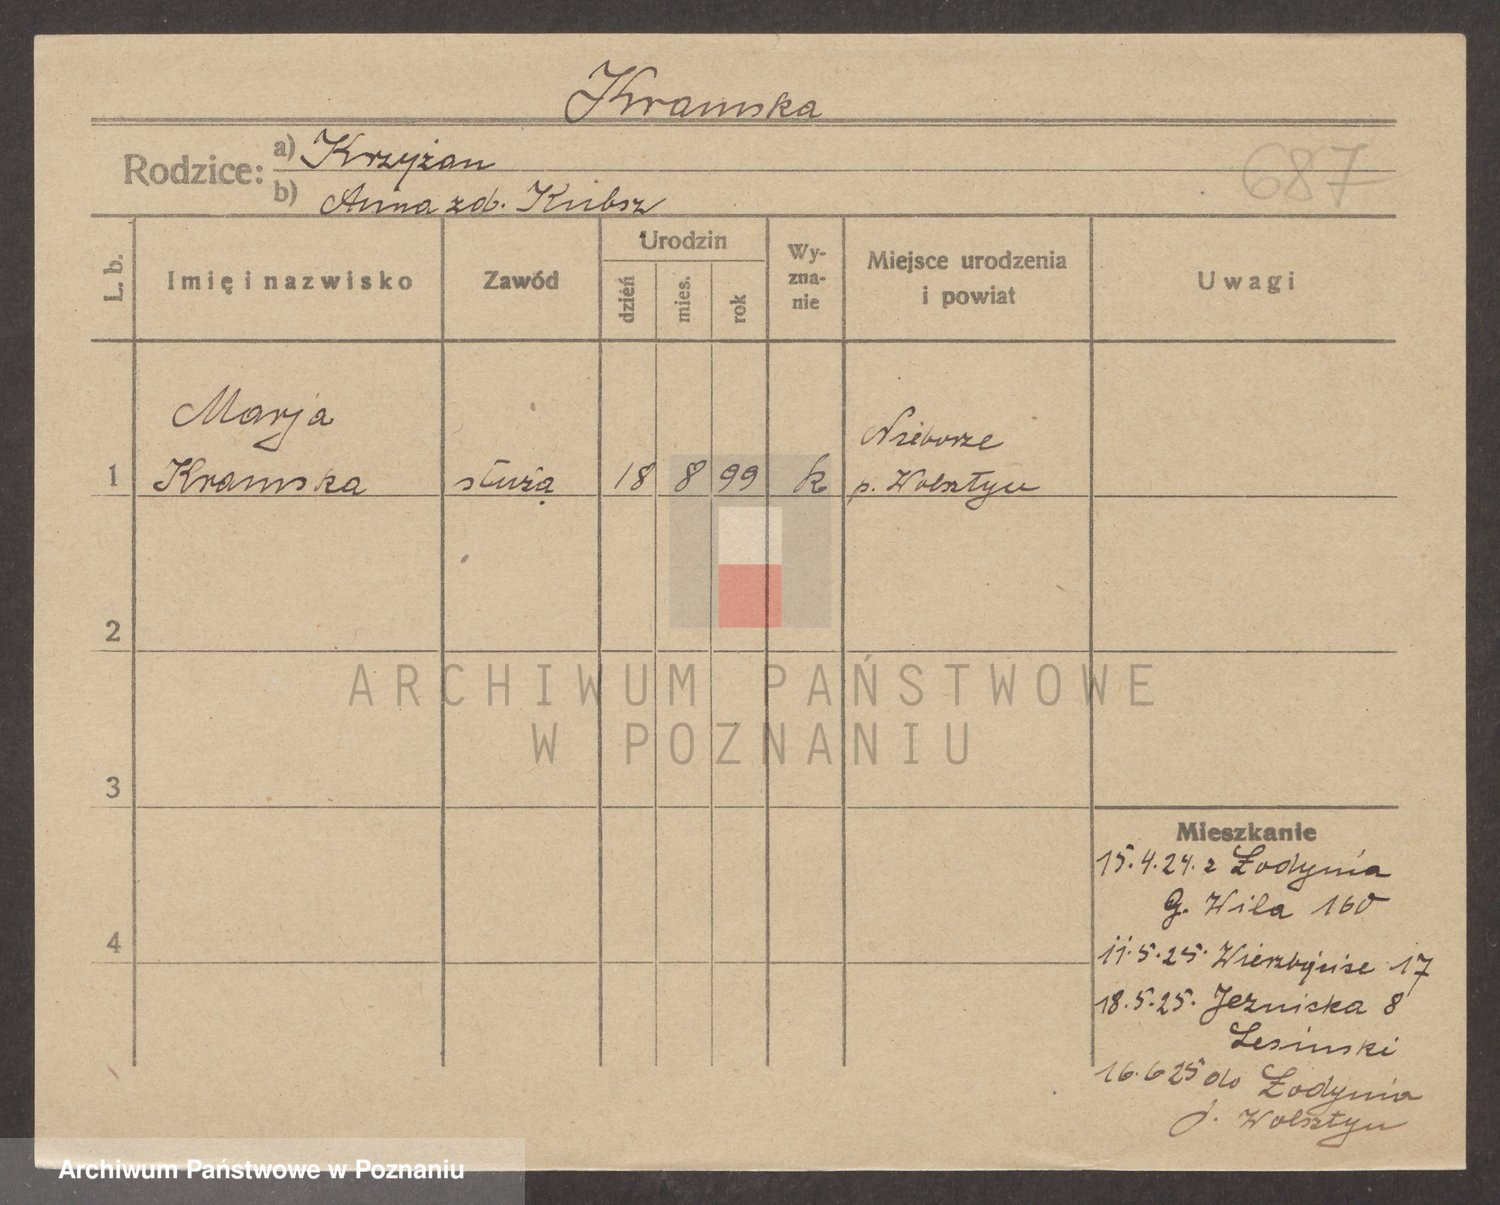 Kramska
Rodzice: a) Krzyżan
b) Anna zd. Kubsz
687
L. b.
Imię i nazwisko
Zawód
Urodzin
dzień
mies.
rok
Wy-
zna-
nie
Miejsce urodzenia
i powiat
Uwagi
Marja
1 Kramska służą 18 8 99 k
Nieborze
p. Wolsztyn
2
3
4
ARCHIWUM PAŃSTWOWE
W POZNANIU
Mieszkanie
15.4.24. z Łodynia
G. Wila 160
11.5.25. Wierzbięcice 17
18.5.25. Jeżnicka 8
Lesinski
16.6 25 do Łodynia
p. Wolsztyn
Archiwum Państwowe w Poznaniu